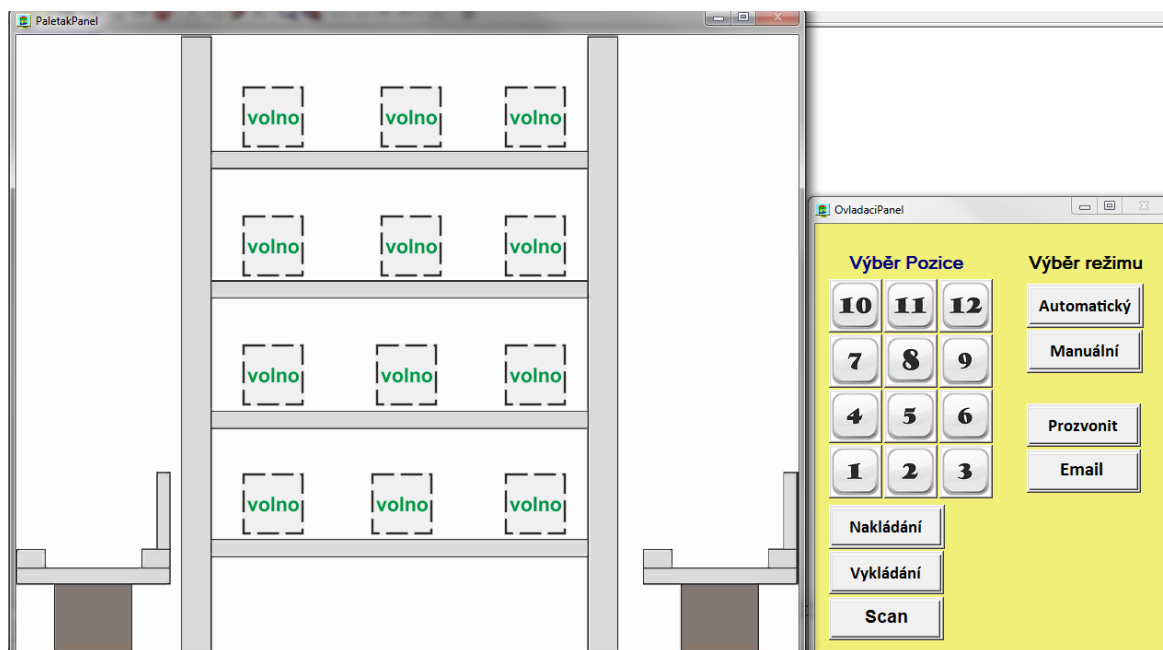 PaletakPanel
volno volno volno
volno volno volno
volno volno volno
volno volno volno
OvladaciPanel
Výběr Pozice
10 11 12
7 8 9
4 5 6
1 2 3
Nakládání
Vykládání
Scan
Výběr režimu
Automatický
Manuální
Prozvonit
Email